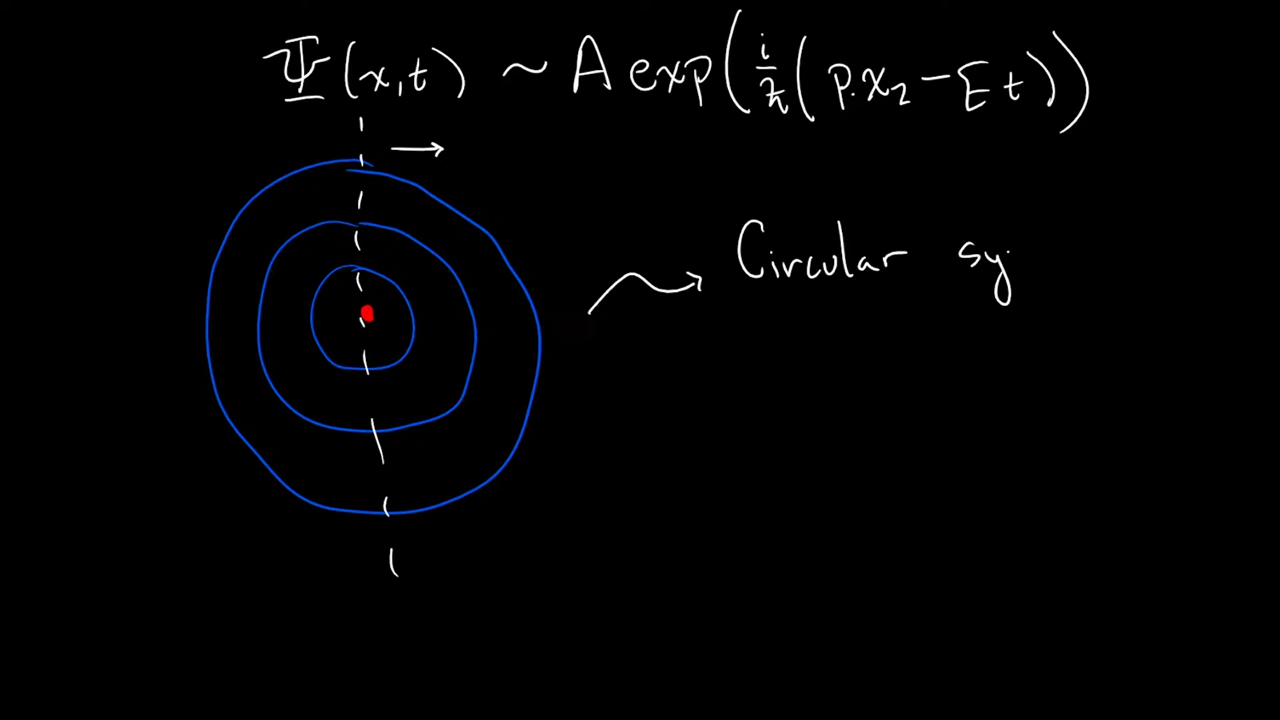 Ψ(x,t) ~ A exp(i/ħ(p·x₂ − Et))
Circular sy